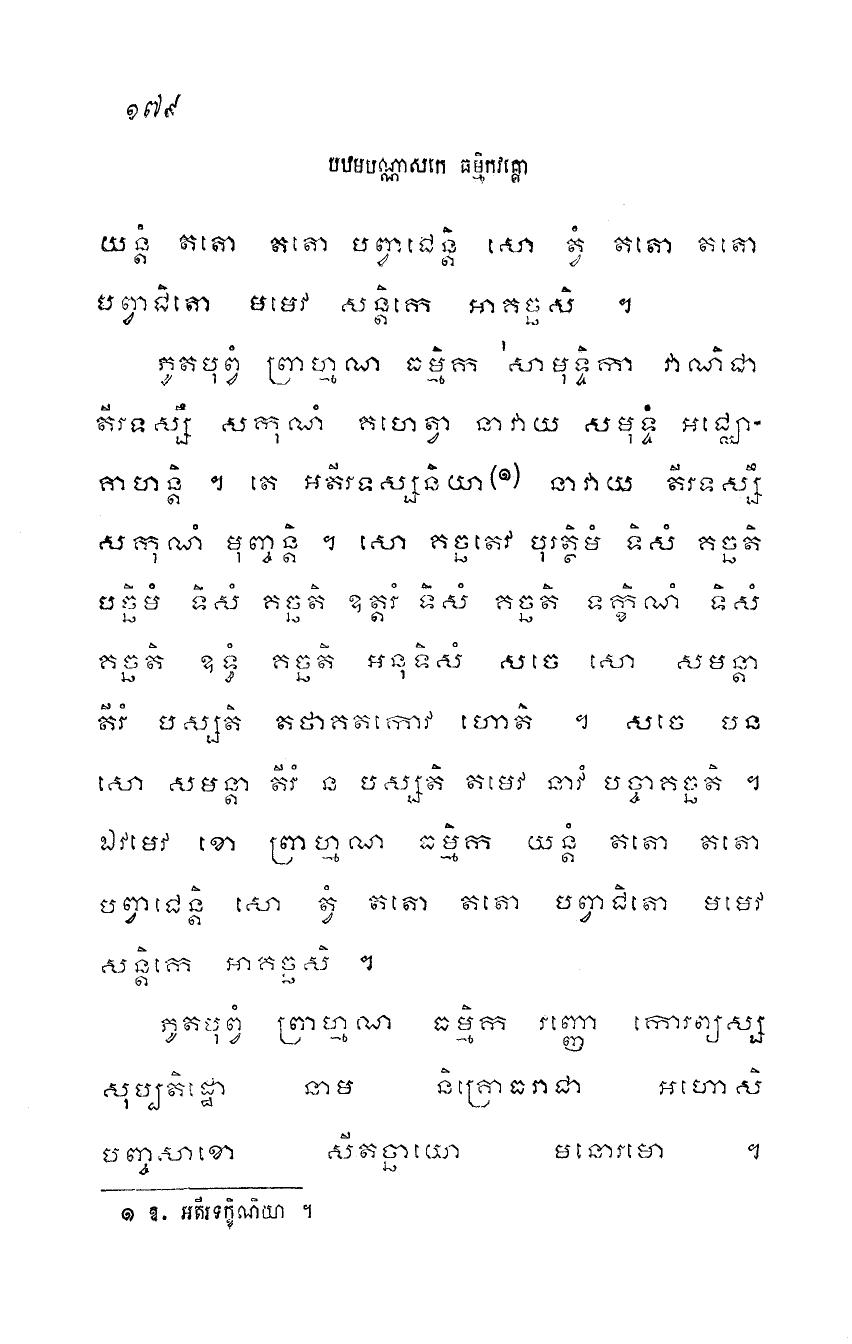 ១៧៩
បឋមបណ្ណាសកេ ធម្មិកវគ្គោ
យន្តំ តតោ តតោ បព្វាជេន្តិ សោ ត្វំ តតោ តតោ
បព្វាជិតោ មមេវ សន្តិកេ អាគច្ឆសិ ។
ភូតបុព្វំ ព្រាហ្មណ ធម្មិក សាមុទ្ទិកា វាណិជា
តីរទស្សឹ សកុណំ គហេត្វា នាវាយ សមុទ្ទំ អជ្ឈោ-
គាហន្តិ ។ តេ អតីរទស្សនិយា(១) នាវាយ តីរទស្សឹ
សកុណំ មុញ្ចន្តិ ។ សោ គច្ឆតេវ បុរត្ថិមំ ទិសំ គច្ឆតិ
បច្ឆិមំ ទិសំ គច្ឆតិ ឧត្តរំ ទិសំ គច្ឆតិ ទក្ខិណំ ទិសំ
គច្ឆតិ ឧទ្ធំ គច្ឆតិ អនុទិសំ សចេ សោ សមន្តា
តីរំ បស្សតិ តថាគតកោវ ហោតិ ។ សចេ បន
សោ សមន្តា តីរំ ន បស្សតិ តមេវ នាវំ បច្ចាគច្ឆតិ ។
ឯវមេវ ខោ ព្រាហ្មណ ធម្មិក យន្តំ តតោ តតោ
បព្វាជេន្តិ សោ ត្វំ តតោ តតោ បព្វាជិតោ មមេវ
សន្តិកេ អាគច្ឆសិ ។
ភូតបុព្វំ ព្រាហ្មណ ធម្មិក រញ្ញោ កោរព្យស្ស
សុប្បតិដ្ឋោ នាម និគ្រោធរាជា អហោសិ
បញ្ចសាខោ សីតច្ឆាយោ មនោរមោ ។
១ ឱ. អតីរទក្ខិណិយា ។